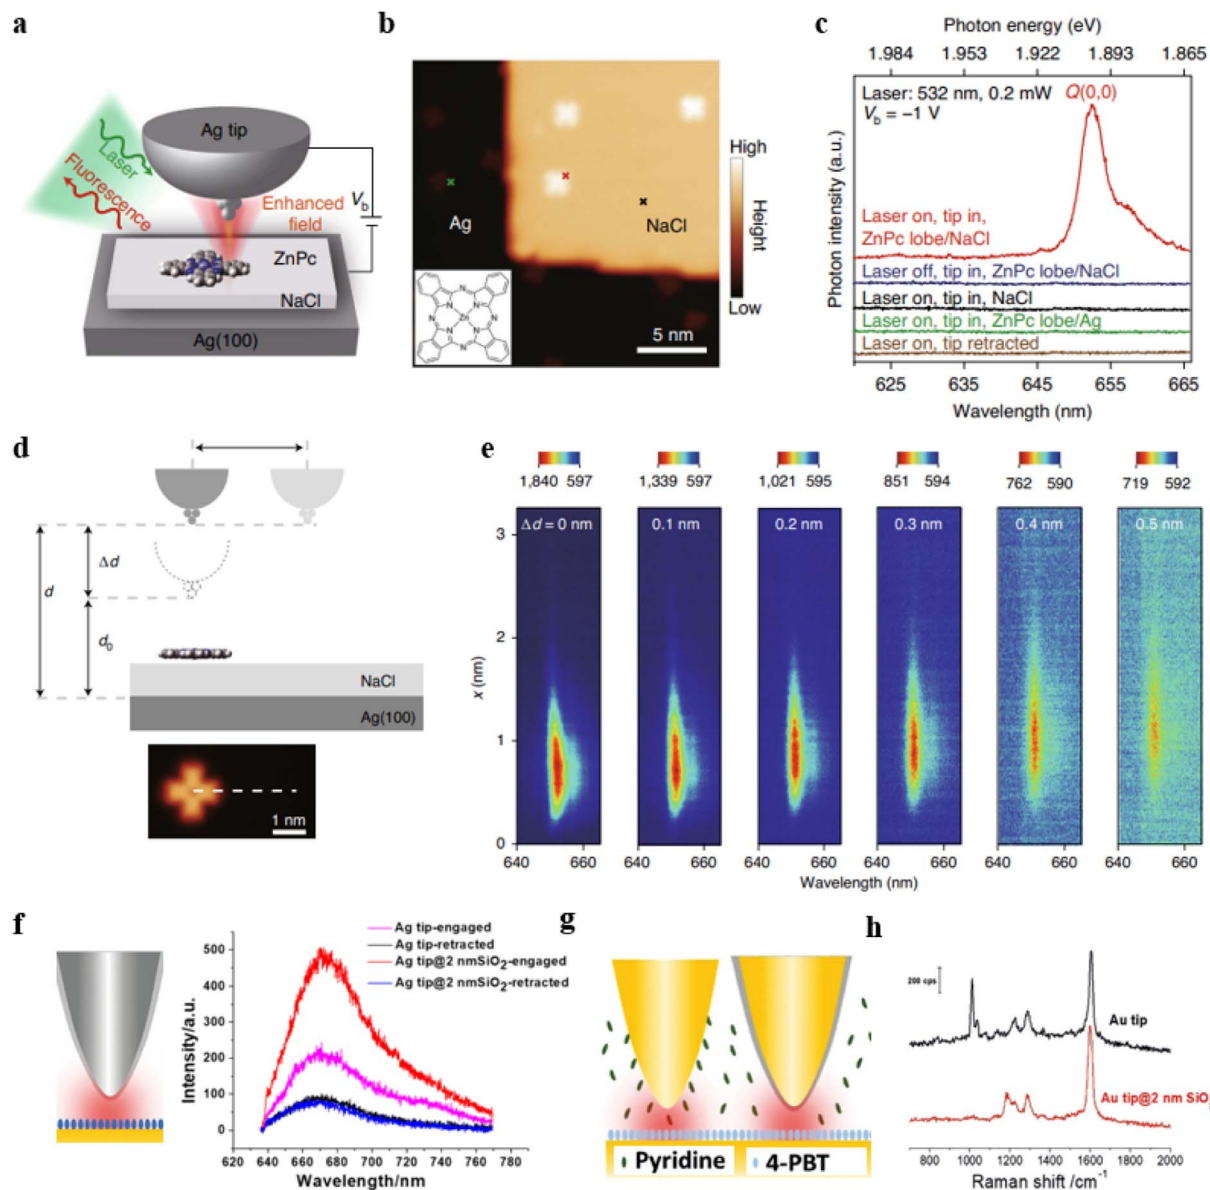 a
Ag tip
Laser
Fluorescence
Enhanced
field
V_b
ZnPc
NaCl
Ag(100)
b
Ag
NaCl
5 nm
High
Height
Low
N
N
N
N
Zn
N
N
N
N
c
Photon energy (eV)
1.984 1.953 1.922 1.893 1.865
Laser: 532 nm, 0.2 mW
V_b = −1 V
Q(0,0)
Laser on, tip in,
ZnPc lobe/NaCl
Laser off, tip in, ZnPc lobe/NaCl
Laser on, tip in, NaCl
Laser on, tip in, ZnPc lobe/Ag
Laser on, tip retracted
Photon intensity (a.u.)
625 635 645 655 665
Wavelength (nm)
d
Δd
d
d_0
NaCl
Ag(100)
1 nm
e
1,840 597 1,339 597 1,021 595 851 594 762 590 719 592
Δd = 0 nm 0.1 nm 0.2 nm 0.3 nm 0.4 nm 0.5 nm
3
2
x (nm)
1
0
640 660 640 660 640 660 640 660 640 660 640 660
Wavelength (nm)
f
Ag tip-engaged
Ag tip-retracted
Ag tip@2 nmSiO₂-engaged
Ag tip@2 nmSiO₂-retracted
Intensity/a.u.
500
400
300
200
100
0
620 640 660 680 700 720 740 760 780
Wavelength/nm
g
Pyridine
4-PBT
h
200 cps
Au tip
Au tip@2 nm SiO
800 1000 1200 1400 1600 1800 2000
Raman shift /cm⁻¹